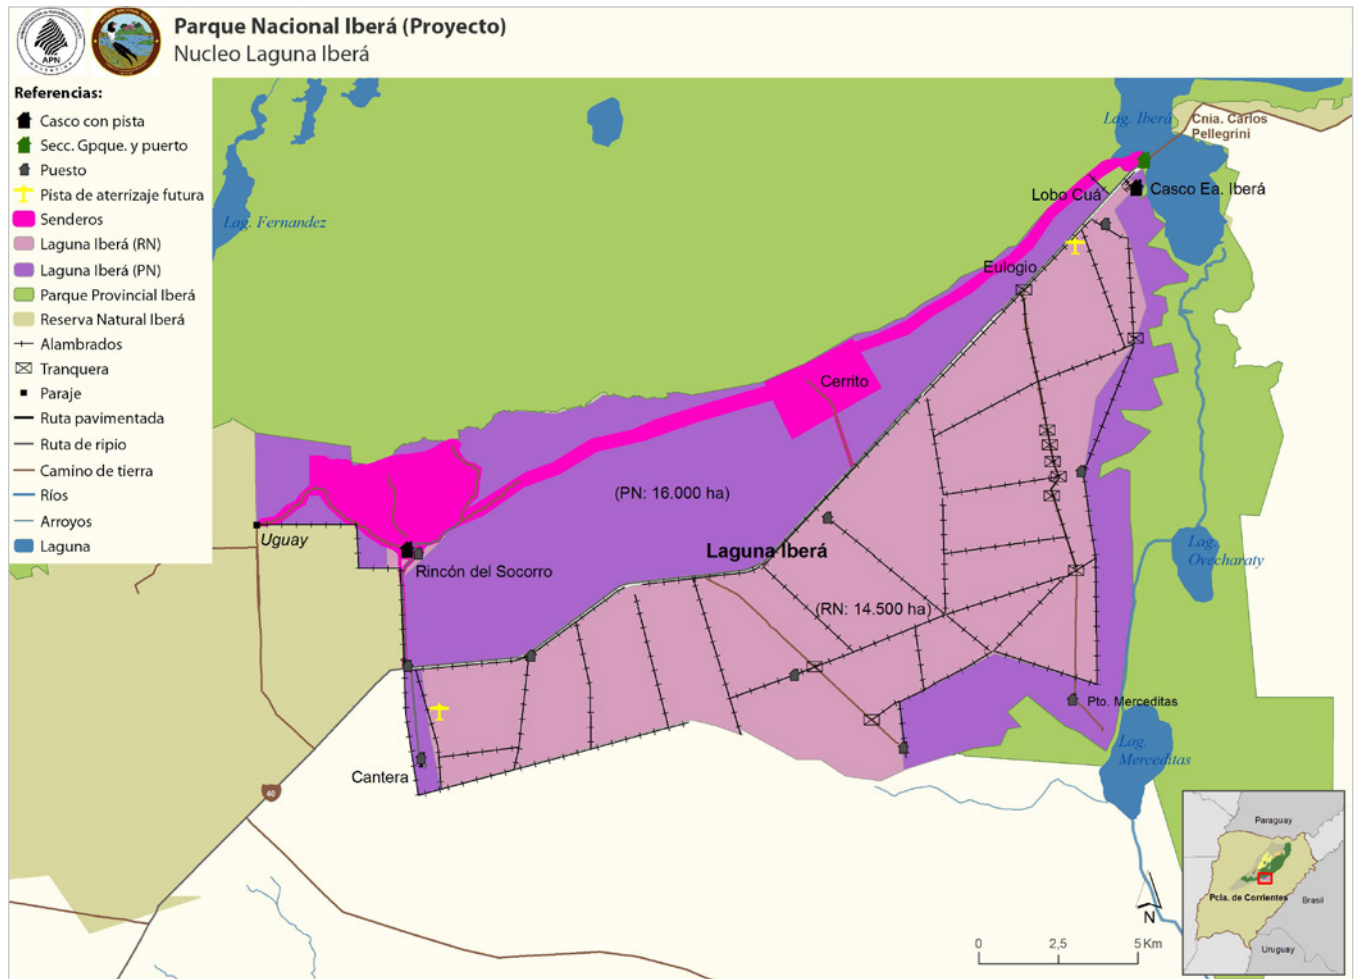 Parque Nacional Iberá (Proyecto)
Nucleo Laguna Iberá
APN
Referencias:
Casco con pista
Secc. Gpque. y puerto
Puesto
Pista de aterrizaje futura
Senderos
Laguna Iberá (RN)
Laguna Iberá (PN)
Parque Provincial Iberá
Reserva Natural Iberá
Alambrados
Tranquera
Paraje
Ruta pavimentada
Ruta de ripio
Camino de tierra
Ríos
Arroyos
Laguna
Lag. Iberá
Cnia. Carlos
Pellegrini
Lobo Cuá
Casco Ea. Iberá
Lag. Fernandez
Eulogio
Cerrito
(PN: 16.000 ha)
Uguay
Laguna Iberá
Rincón del Socorro
Lag.
Ovecharaty
(RN: 14.500 ha)
Pto. Merceditas
Lag.
Merceditas
Cantera
40
Paraguay
Pcia. de Corrientes
Brasil
Uruguay
N
0 2,5 5 Km